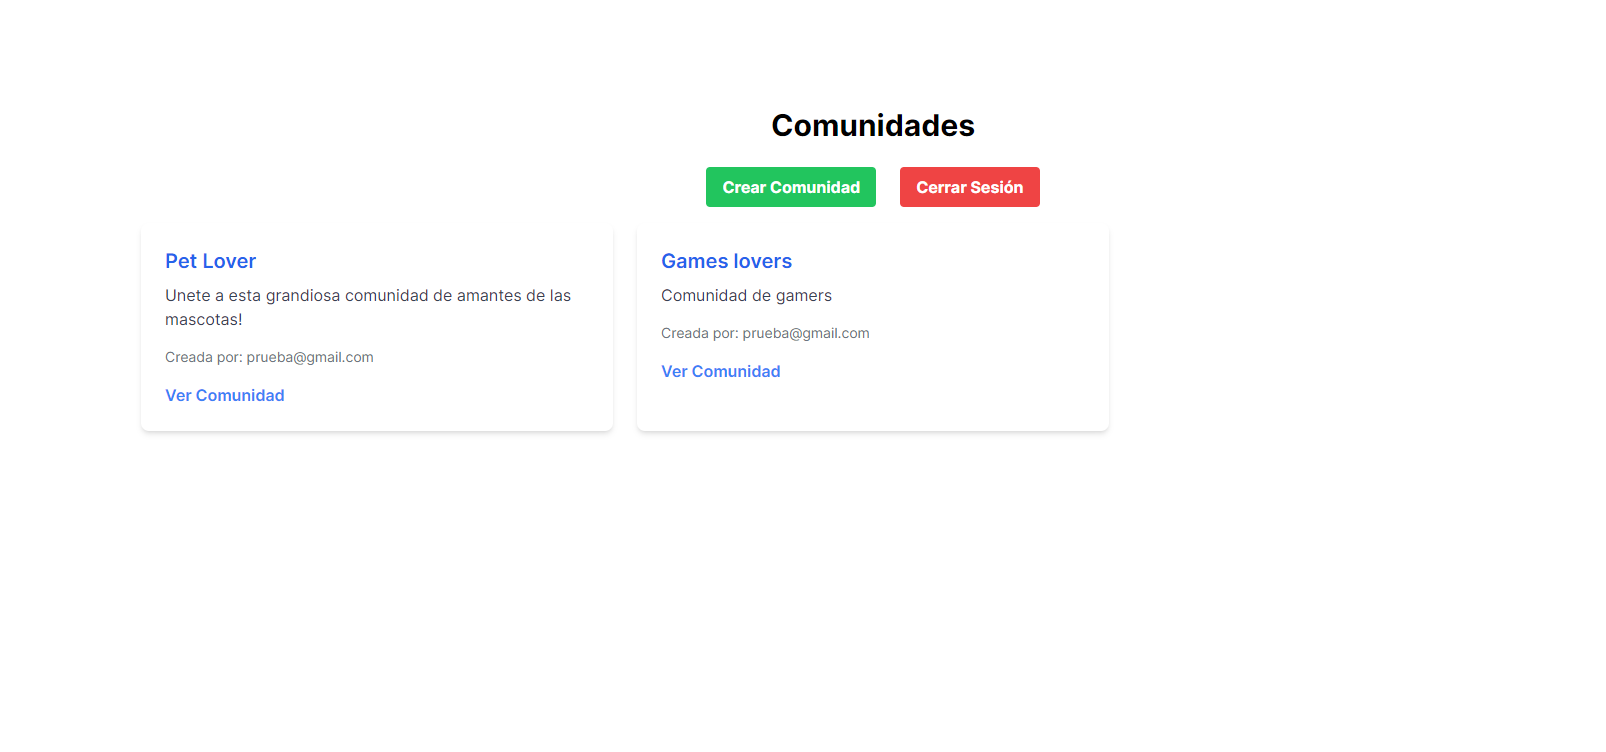 Comunidades
Crear Comunidad
Cerrar Sesión
Pet Lover
Unete a esta grandiosa comunidad de amantes de las
mascotas!
Creada por: prueba@gmail.com
Ver Comunidad
Games lovers
Comunidad de gamers
Creada por: prueba@gmail.com
Ver Comunidad